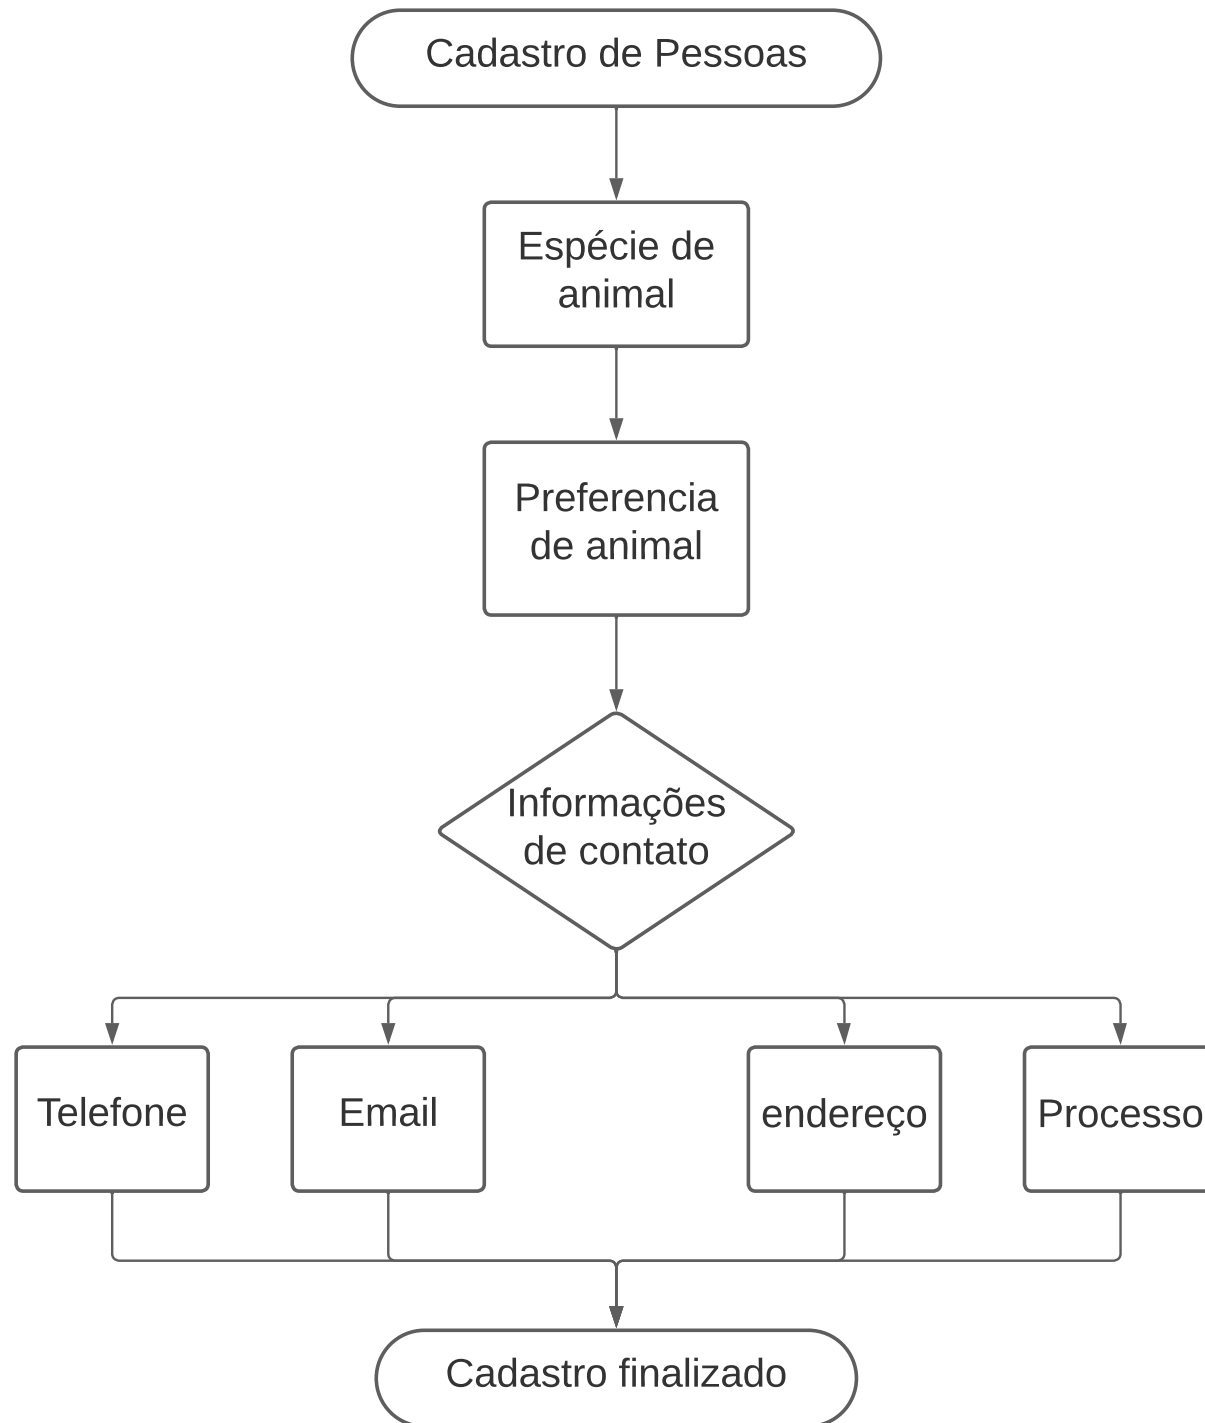 Cadastro de Pessoas
Espécie de
animal
Preferencia
de animal
Informações
de contato
Telefone
Email
endereço
Processo
Cadastro finalizado